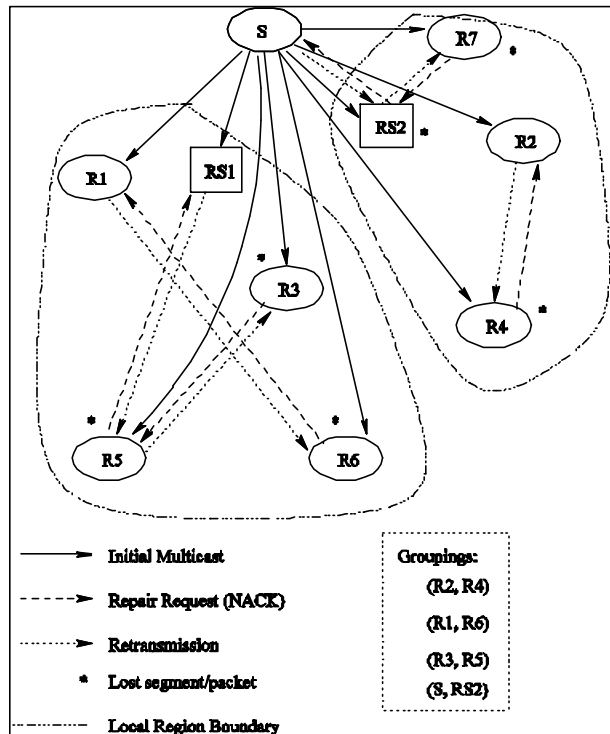 S
R7
*
RS2
*
R2
R1
RS1
*
R3
R4
*
*
R5
*
R6
Initial Multicast
Repair Request (NACK}
Retransmission
* Lost segment/packet
Local Region Boundary
Groupings:
(R2, R4)
(R1, R6)
(R3, R5)
(S, RS2}